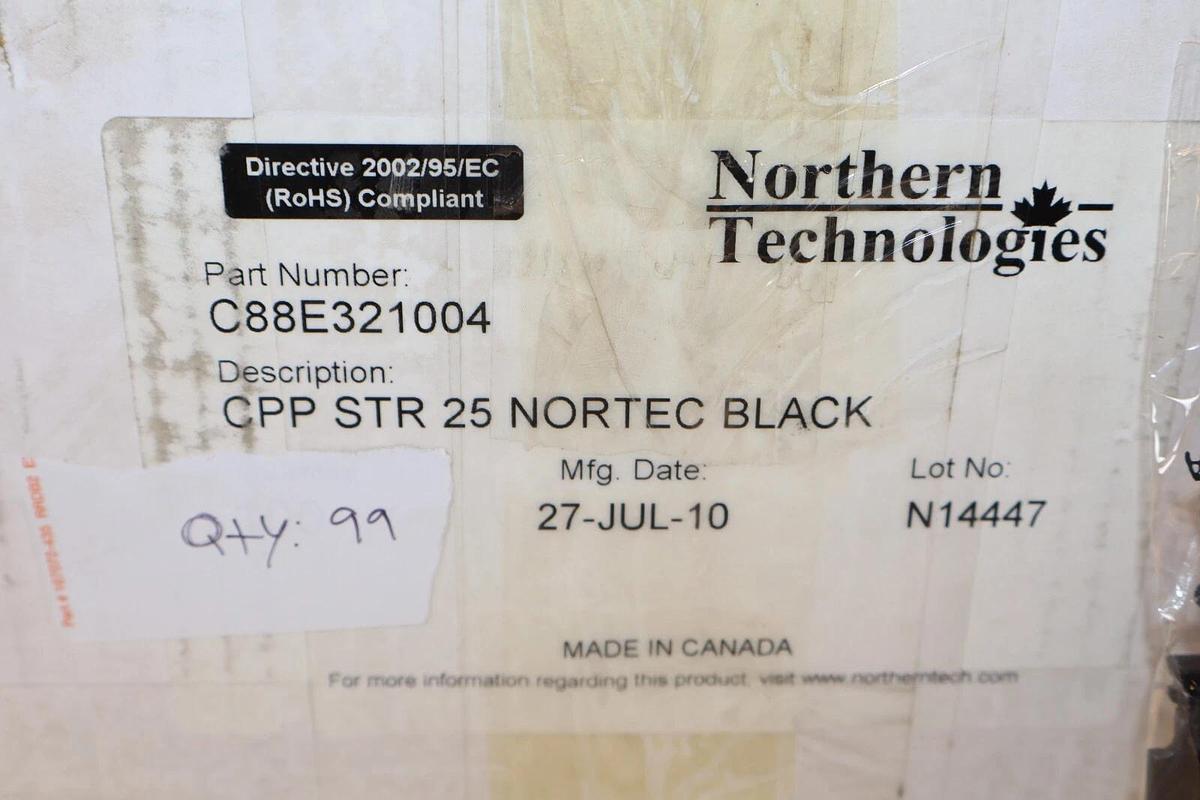 Directive 2002/95/EC
(RoHS) Compliant
Northern
Technologies
Part Number:
C88E321004
Description:
CPP STR 25 NORTEC BLACK
Mfg. Date:
Lot No:
27-JUL-10
N14447
Qty: 99
MADE IN CANADA
For more information regarding this product, visit www.northerntech.com